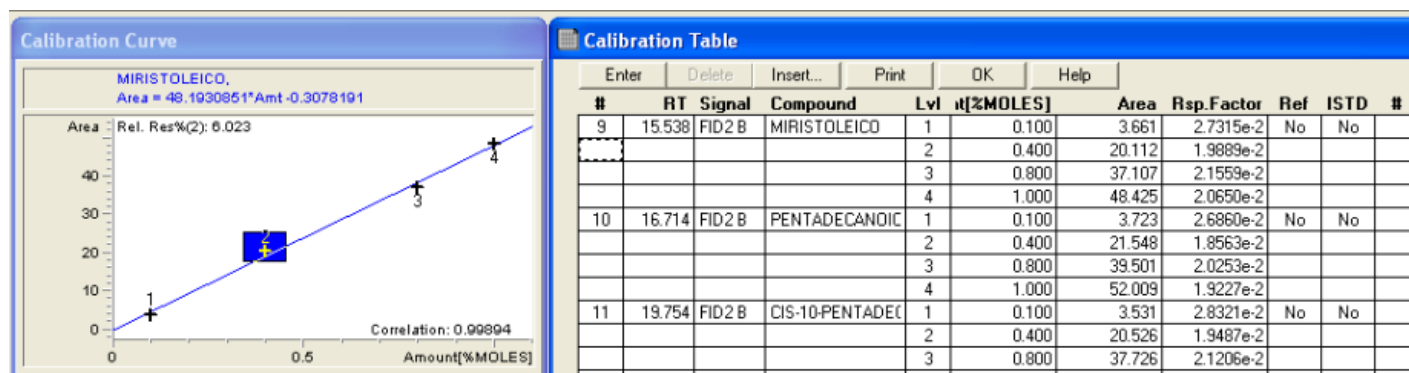 Calibration Curve
MIRISTOLEICO,
Area = 48.1930851*Amt -0.3078191
Area Rel. Res%(2): 6.023
40
30
20
10
0
1
2
3
4
Correlation: 0.99894
0 0.5 Amount[%MOLES]
Calibration Table
Enter Delete Insert... Print OK Help
# RT Signal Compound Lvl ıt[%MOLES] Area Rsp.Factor Ref ISTD #
9 15.538 FID2 B MIRISTOLEICO 1 0.100 3.661 2.7315e-2 No No
2 0.400 20.112 1.9889e-2
3 0.800 37.107 2.1559e-2
4 1.000 48.425 2.0650e-2
10 16.714 FID2 B PENTADECANOIC 1 0.100 3.723 2.6860e-2 No No
2 0.400 21.548 1.8563e-2
3 0.800 39.501 2.0253e-2
4 1.000 52.009 1.9227e-2
11 19.754 FID2 B CIS-10-PENTADE( 1 0.100 3.531 2.8321e-2 No No
2 0.400 20.526 1.9487e-2
3 0.800 37.726 2.1206e-2